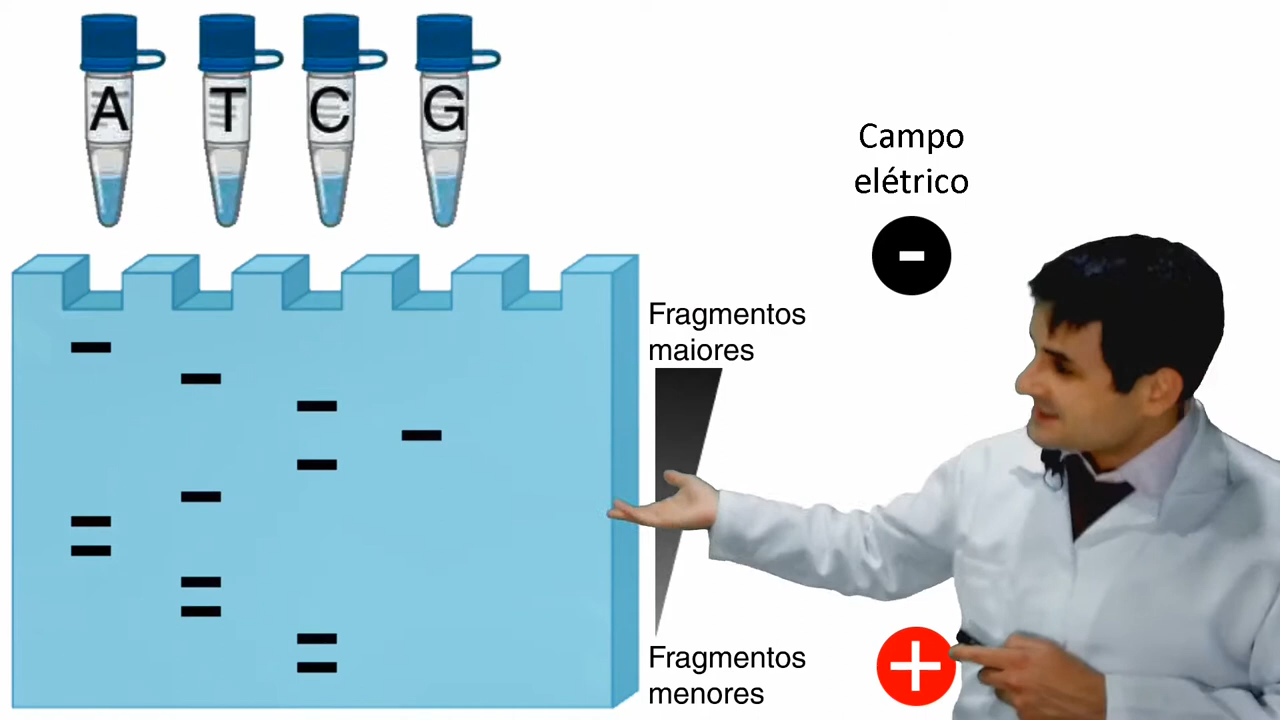 A T C G
Campo
elétrico
-
Fragmentos
maiores
Fragmentos
menores
+